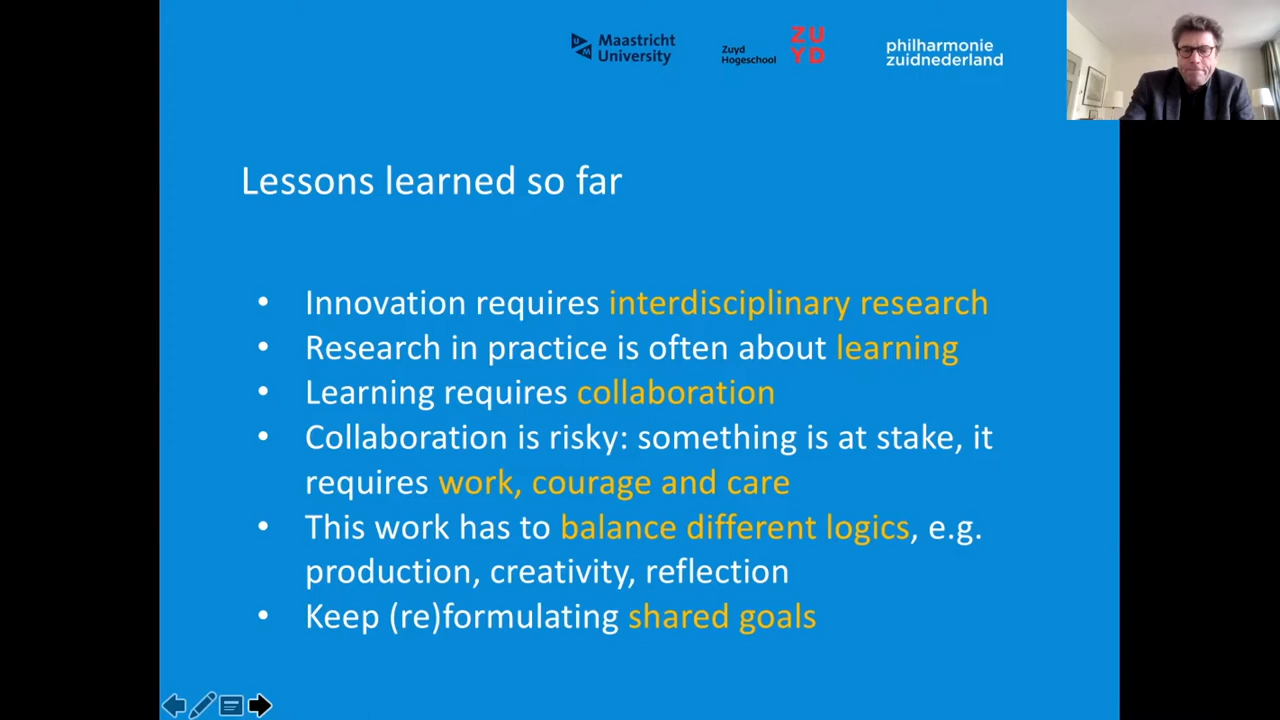 Maastricht
University
Zuyd
Hogeschool
ZU
YD
philharmonie
zuidnederland
Lessons learned so far
• Innovation requires interdisciplinary research
• Research in practice is often about learning
• Learning requires collaboration
• Collaboration is risky: something is at stake, it
requires work, courage and care
• This work has to balance different logics, e.g.
production, creativity, reflection
• Keep (re)formulating shared goals